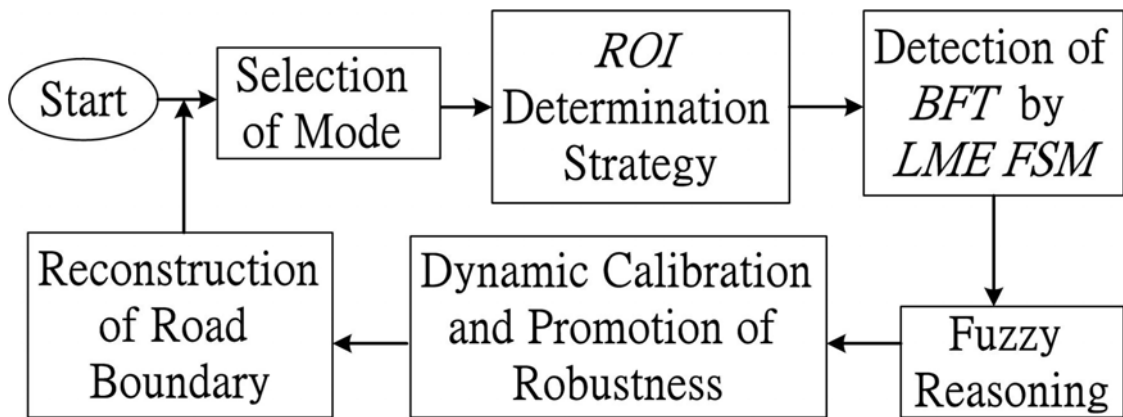 Start
Selection
of Mode
ROI
Determination
Strategy
Detection of
BFT by
LME FSM
Fuzzy
Reasoning
Dynamic Calibration
and Promotion of
Robustness
Reconstruction
of Road
Boundary